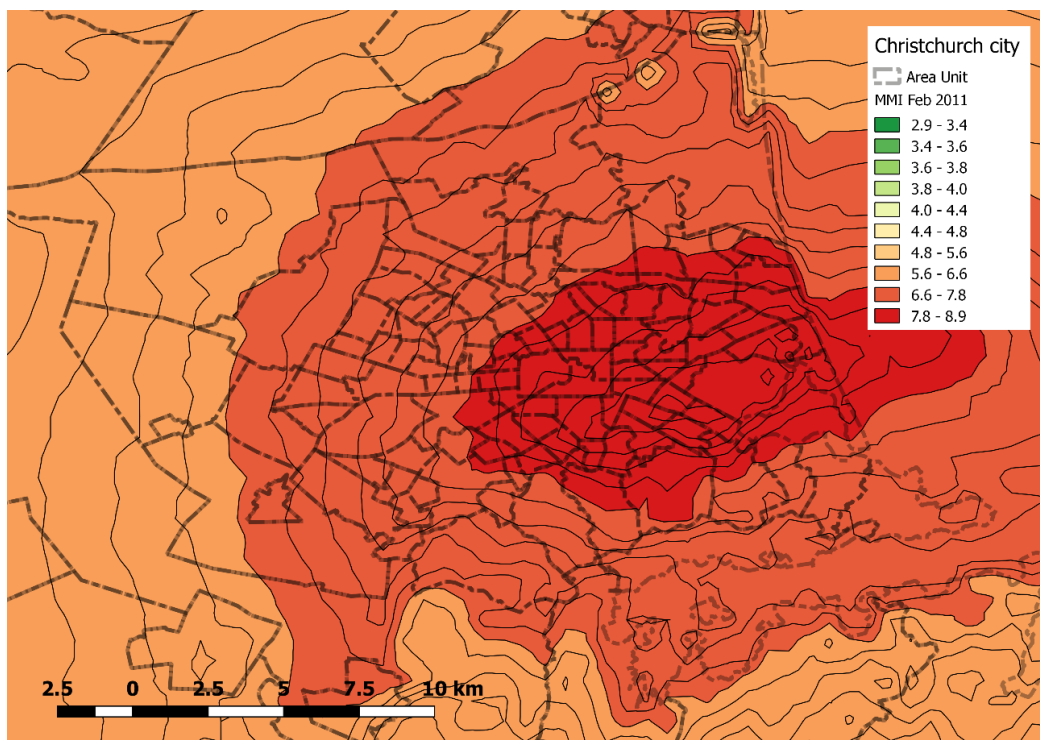 Christchurch city
Area Unit
MMI Feb 2011
2.9 - 3.4
3.4 - 3.6
3.6 - 3.8
3.8 - 4.0
4.0 - 4.4
4.4 - 4.8
4.8 - 5.6
5.6 - 6.6
6.6 - 7.8
7.8 - 8.9
2.5 0 2.5 5 7.5 10 km